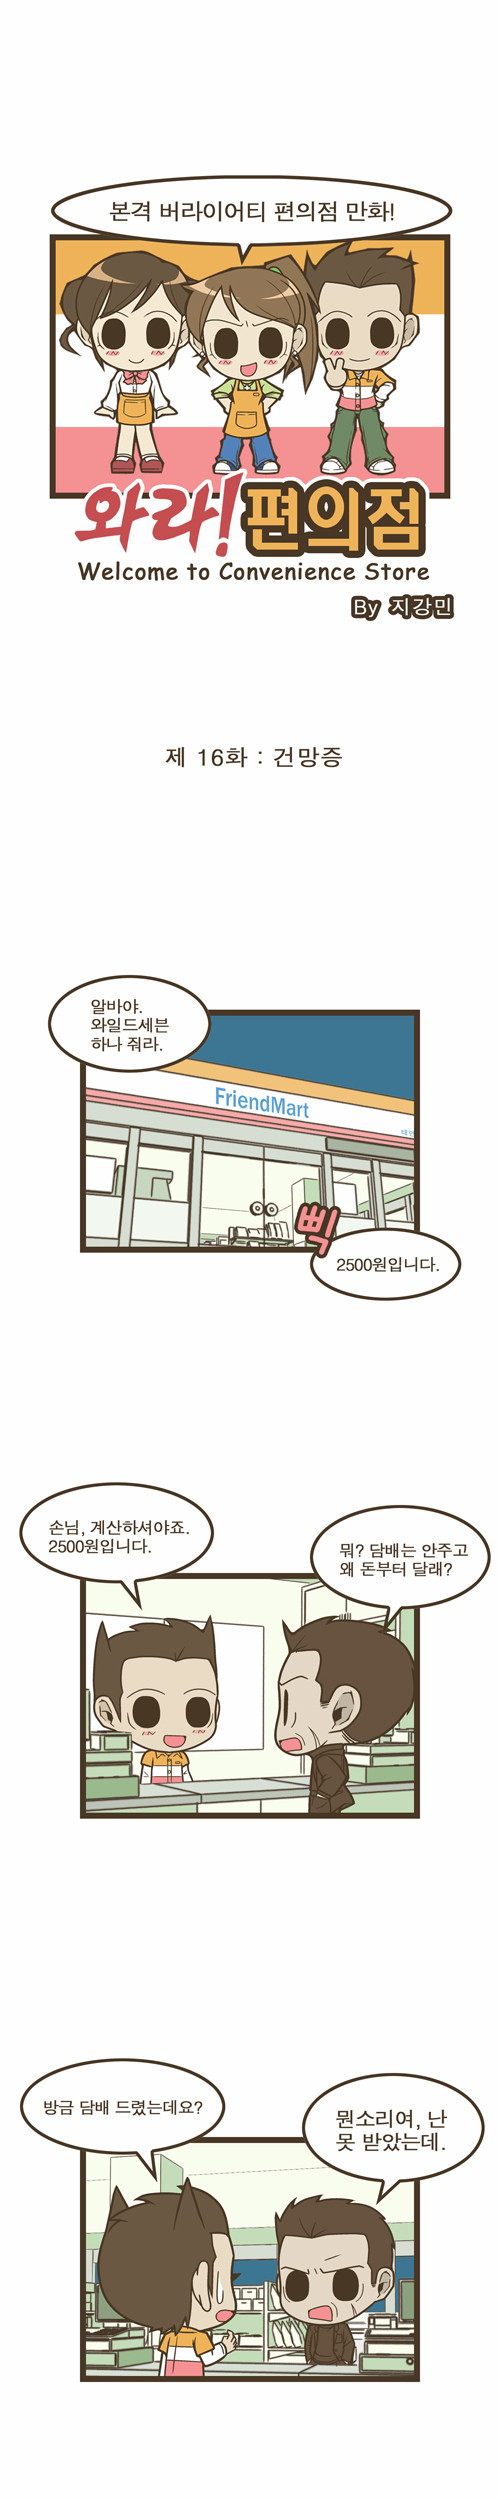 본격 버라이어티 편의점 만화!
와라! 편의점
Welcome to Convenience Store
By 지강민
제 16화 : 건망증
알바야.
와일드세븐
하나 줘라.
FriendMart
삑
2500원입니다.
손님, 계산하셔야죠.
2500원입니다.
뭐? 담배는 안주고
왜 돈부터 달래?
방금 담배 드렸는데요?
뭔소리여, 난
못 받았는데.